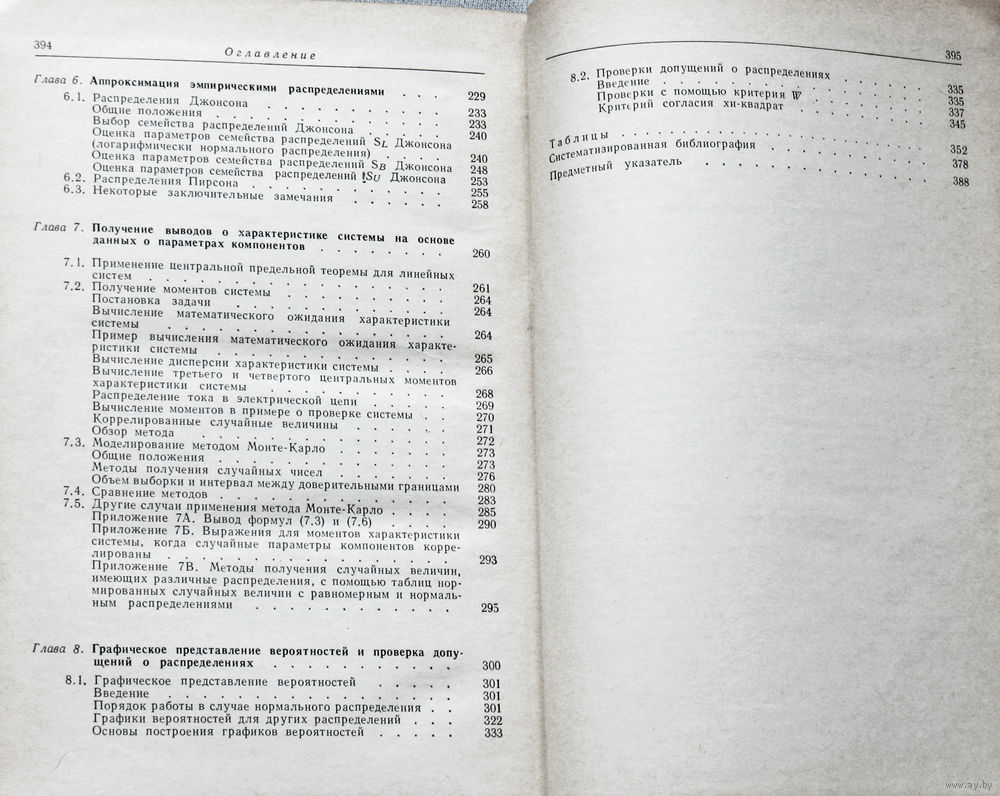 394
Оглавление
Глава 6. Аппроксимация эмпирическими распределениями . . . 229
6.1. Распределения Джонсона . . . . . . . . . 233
Общие положения . . . . . . . . . . 233
Выбор семейства распределений Джонсона . . . . 240
Оценка параметров семейства распределений SL Джонсона
(логарифмически нормального распределения) . . . . 240
Оценка параметров семейства распределений SB Джонсона 248
Оценка параметров семейства распределений SU Джонсона 253
6.2. Распределения Пирсона . . . . . . . . . 255
6.3. Некоторые заключительные замечания . . . . . . 258
Глава 7. Получение выводов о характеристике системы на основе
данных о параметрах компонентов . . . . . . . . 260
7.1. Применение центральной предельной теоремы для линейных
систем . . . . . . . . . . . . . . 261
7.2. Получение моментов системы . . . . . . . . 264
Постановка задачи . . . . . . . . . . 264
Вычисление математического ожидания характеристики
системы . . . . . . . . . . . . . 264
Пример вычисления математического ожидания характе-
ристики системы . . . . . . . . . . . 265
Вычисление дисперсии характеристики системы . . . . 266
Вычисление третьего и четвертого центральных моментов
характеристики системы . . . . . . . . . 268
Распределение тока в электрической цепи . . . . . 269
Вычисление моментов в примере о проверке системы . . 270
Коррелированные случайные величины . . . . . 271
Обзор метода . . . . . . . . . . . . 272
7.3. Моделирование методом Монте-Карло . . . . . . 273
Общие положения . . . . . . . . . . 273
Методы получения случайных чисел . . . . . . 276
Объем выборки и интервал между доверительными границами 280
7.4. Сравнение методов . . . . . . . . . . . 283
7.5. Другие случаи применения метода Монте-Карло . . . . 285
Приложение 7А. Вывод формул (7.3) и (7.6) . . . . 290
Приложение 7Б. Выражения для моментов характеристики
системы, когда случайные параметры компонентов корре-
лированы . . . . . . . . . . . . . 293
Приложение 7В. Методы получения случайных величин,
имеющих различные распределения, с помощью таблиц нор-
мированных случайных величин с равномерным и нормаль-
ным распределениями . . . . . . . . . . 295
Глава 8. Графическое представление вероятностей и проверка допу-
щений о распределениях . . . . . . . . . . 300
8.1. Графическое представление вероятностей . . . . . 301
Введение . . . . . . . . . . . . . 301
Порядок работы в случае нормального распределения . . 301
Графики вероятностей для других распределений . . . 322
Основы построения графиков вероятностей . . . . . 333
395
8.2. Проверки допущений о распределениях . . . . . . 335
Введение . . . . . . . . . . . . . 335
Проверки с помощью критерия W . . . . . . . 337
Критерий согласия хи-квадрат . . . . . . . . 345
Таблицы . . . . . . . . . . . . . . . 352
Систематизированная библиография . . . . . . . . 378
Предметный указатель . . . . . . . . . . . 388
www.ay.by